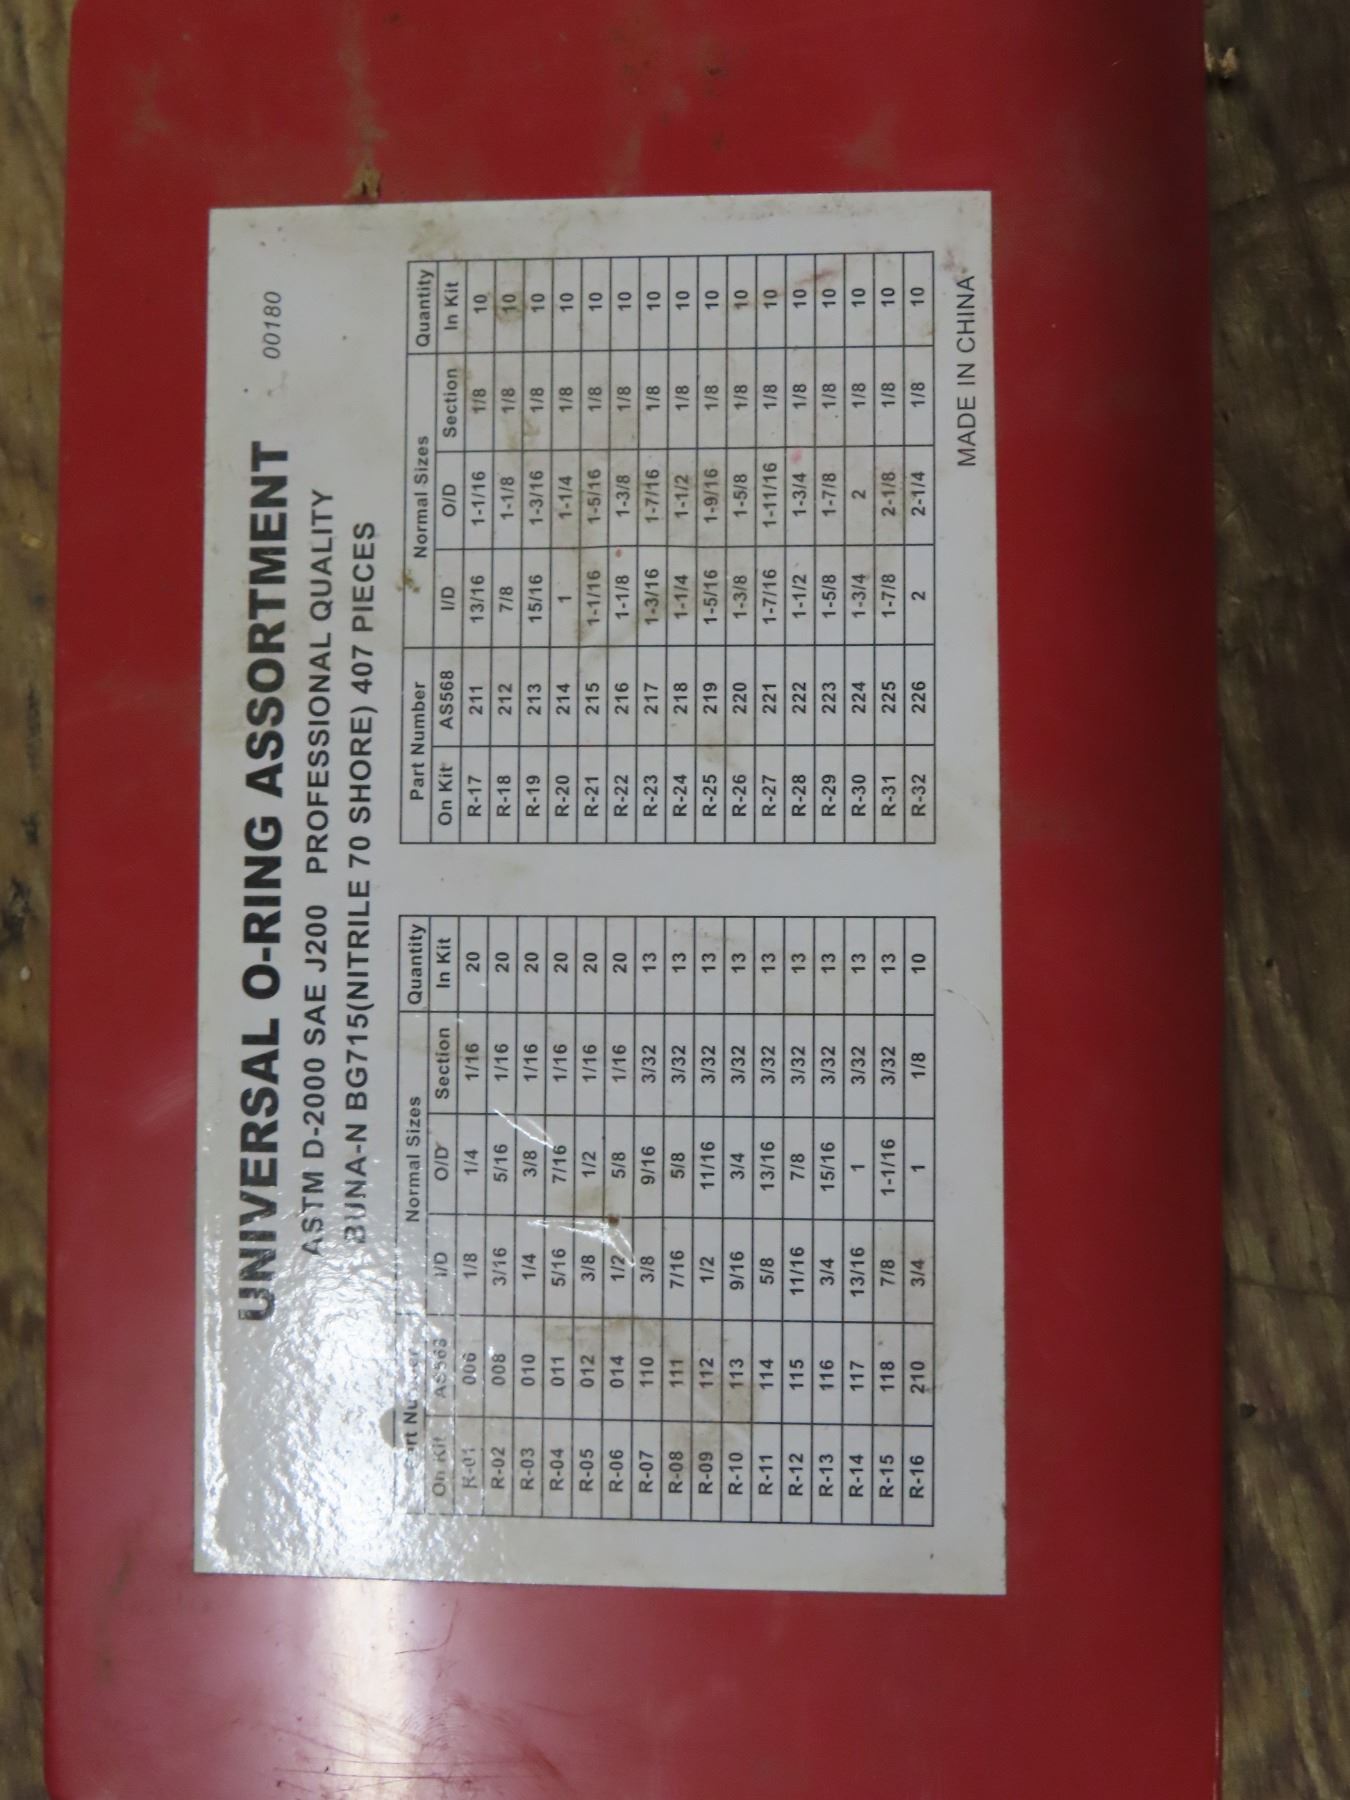 UNIVERSAL O-RING ASSORTMENT 00180
ASTM D-2000 SAE J200 PROFESSIONAL QUALITY
BUNA-N BG715(NITRILE 70 SHORE) 407 PIECES
Part Number Normal Sizes Quantity
On Kit AS568 I/D O/D Section In Kit
R-01 006 1/8 1/4 1/16 20
R-02 008 3/16 5/16 1/16 20
R-03 010 1/4 3/8 1/16 20
R-04 011 5/16 7/16 1/16 20
R-05 012 3/8 1/2 1/16 20
R-06 014 1/2 5/8 1/16 20
R-07 110 3/8 9/16 3/32 13
R-08 111 7/16 5/8 3/32 13
R-09 112 1/2 11/16 3/32 13
R-10 113 9/16 3/4 3/32 13
R-11 114 5/8 13/16 3/32 13
R-12 115 11/16 7/8 3/32 13
R-13 116 3/4 15/16 3/32 13
R-14 117 13/16 1 3/32 13
R-15 118 7/8 1-1/16 3/32 13
R-16 210 3/4 1 1/8 10
Part Number Normal Sizes Quantity
On Kit AS568 I/D O/D Section In Kit
R-17 211 13/16 1-1/16 1/8 10
R-18 212 7/8 1-1/8 1/8 10
R-19 213 15/16 1-3/16 1/8 10
R-20 214 1 1-1/4 1/8 10
R-21 215 1-1/16 1-5/16 1/8 10
R-22 216 1-1/8 1-3/8 1/8 10
R-23 217 1-3/16 1-7/16 1/8 10
R-24 218 1-1/4 1-1/2 1/8 10
R-25 219 1-5/16 1-9/16 1/8 10
R-26 220 1-3/8 1-5/8 1/8 10
R-27 221 1-7/16 1-11/16 1/8 10
R-28 222 1-1/2 1-3/4 1/8 10
R-29 223 1-5/8 1-7/8 1/8 10
R-30 224 1-3/4 2 1/8 10
R-31 225 1-7/8 2-1/8 1/8 10
R-32 226 2 2-1/4 1/8 10
MADE IN CHINA